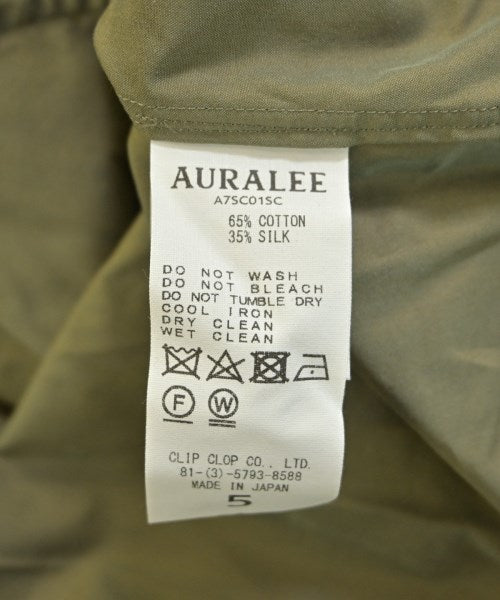 AURALEE
A7SC01SC
65% COTTON
35% SILK
DO NOT WASH
DO NOT BLEACH
DO NOT TUMBLE DRY
COOL IRON
DRY CLEAN
WET CLEAN
F W
CLIP CLOP CO., LTD.
81-(3)-5793-8588
MADE IN JAPAN
5